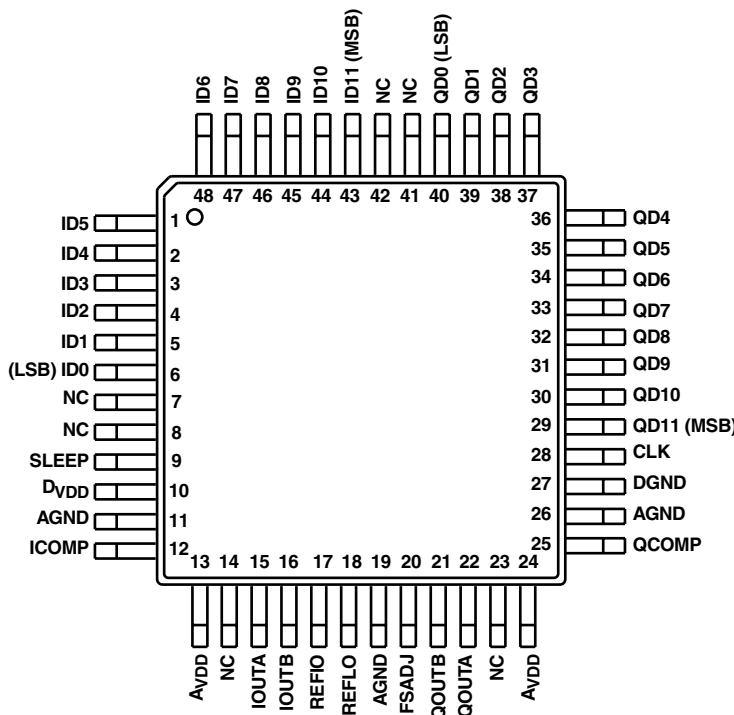 ID6
ID7
ID8
ID9
ID10
ID11 (MSB)
NC
NC
QD0 (LSB)
QD1
QD2
QD3
48 47 46 45 44 43 42 41 40 39 38 37
ID5 1
ID4 2
ID3 3
ID2 4
ID1 5
(LSB) ID0 6
NC 7
NC 8
SLEEP 9
DVDD 10
AGND 11
ICOMP 12
36 QD4
35 QD5
34 QD6
33 QD7
32 QD8
31 QD9
30 QD10
29 QD11 (MSB)
28 CLK
27 DGND
26 AGND
25 QCOMP
13 14 15 16 17 18 19 20 21 22 23 24
AVDD
NC
IOUTA
IOUTB
REFIO
REFLO
AGND
FSADJ
QOUTB
QOUTA
NC
AVDD